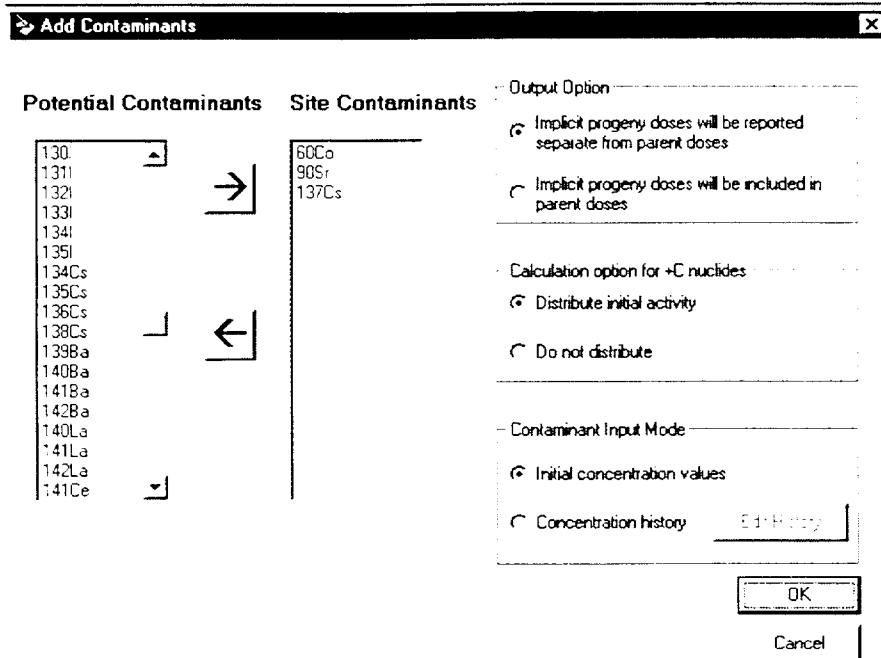 Add Contaminants
Potential Contaminants
130
131I
132I
133I
134I
135I
134Cs
135Cs
136Cs
138Cs
139Ba
140Ba
141Ba
142Ba
140La
141La
142La
141Ce
Site Contaminants
60Co
90Sr
137Cs
Output Option
Implicit progeny doses will be reported
separate from parent doses
Implicit progeny doses will be included in
parent doses
Calculation option for +C nuclides
Distribute initial activity
Do not distribute
Contaminant Input Mode
Initial concentration values
Concentration history
Edit History
OK
Cancel